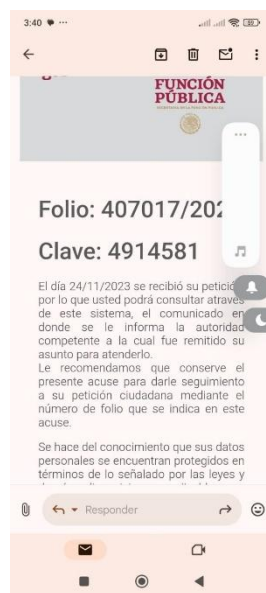 3:40
FUNCIÓN
PÚBLICA
Folio: 407017/202
Clave: 4914581
El día 24/11/2023 se recibió su petición
por lo que usted podrá consultar atraves
de este sistema, el comunicado en
donde se le informa la autoridad
competente a la cual fue remitido su
asunto para atenderlo.
Le recomendamos que conserve el
presente acuse para darle seguimiento
a su petición ciudadana mediante el
número de folio que se indica en este
acuse.
Se hace del conocimiento que sus datos
personales se encuentran protegidos en
términos de lo señalado por las leyes y
Responder